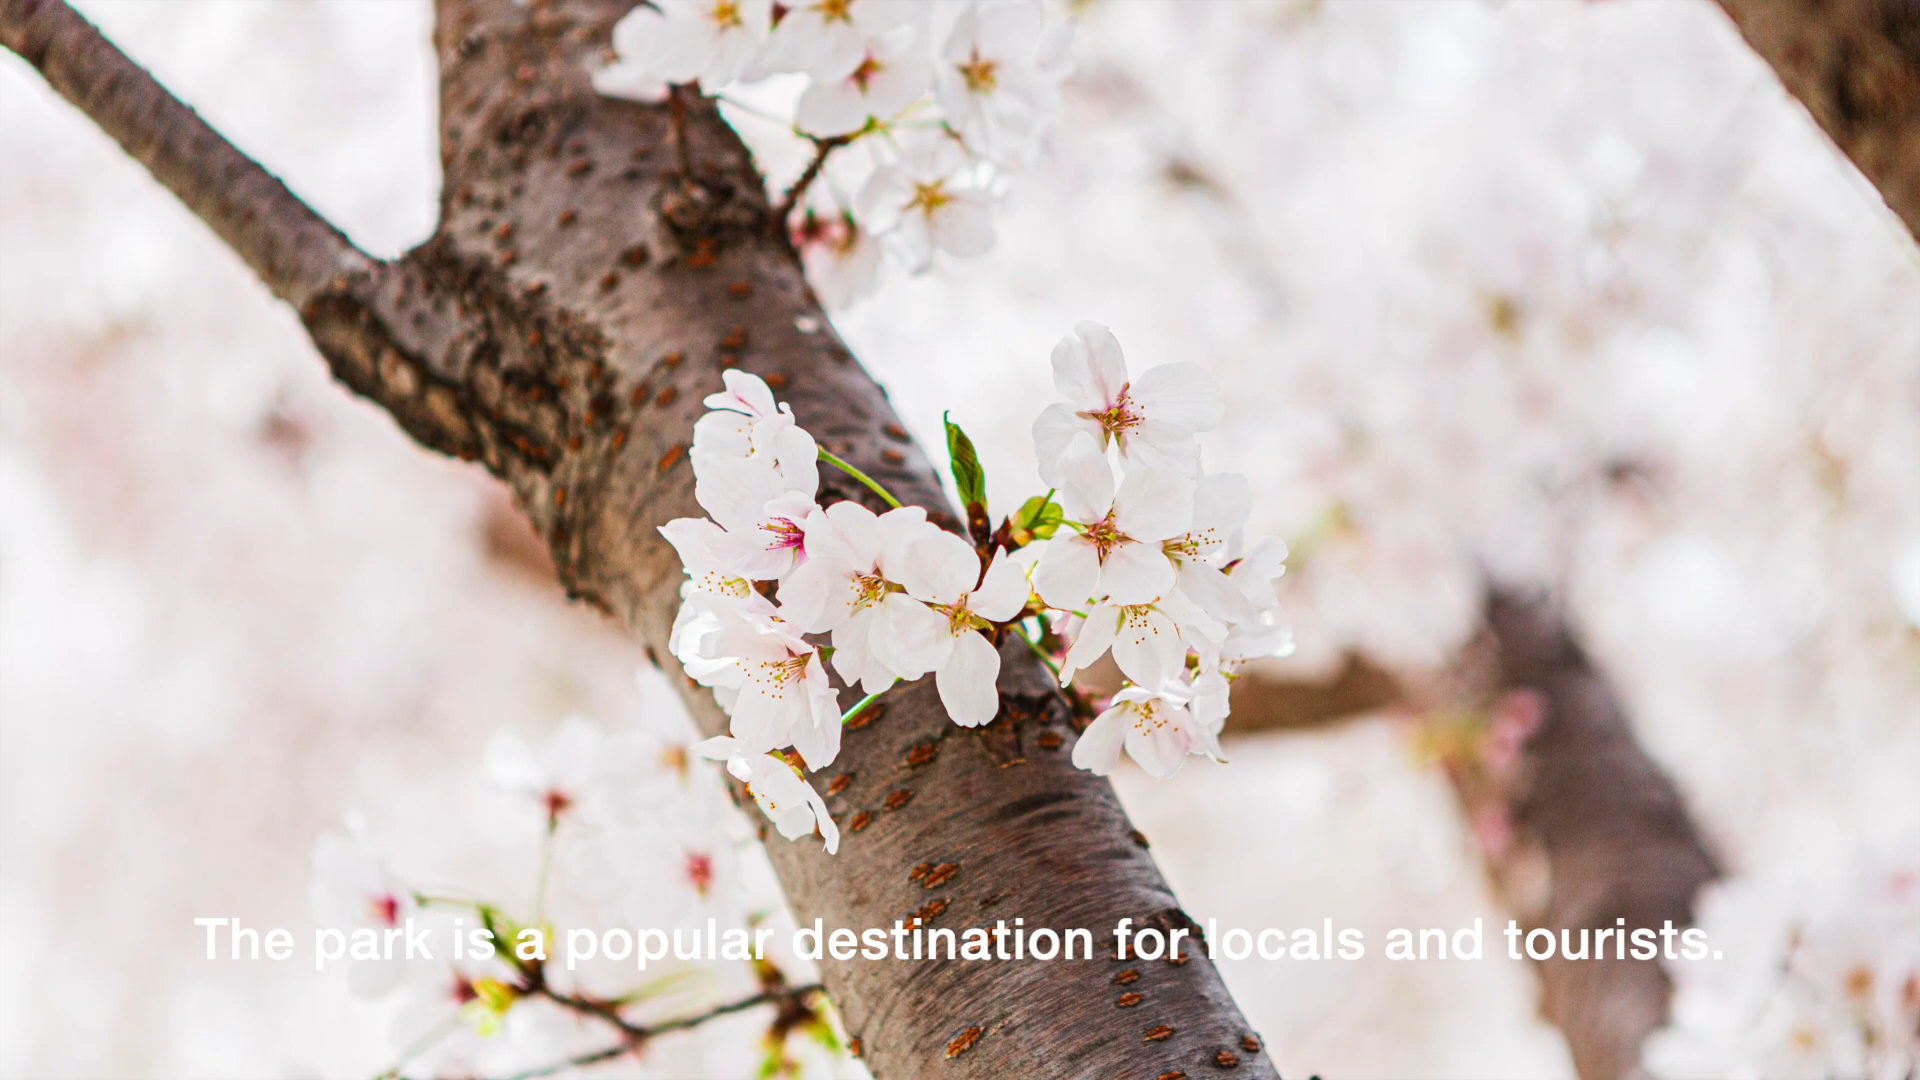 The park is a popular destination for locals and tourists.